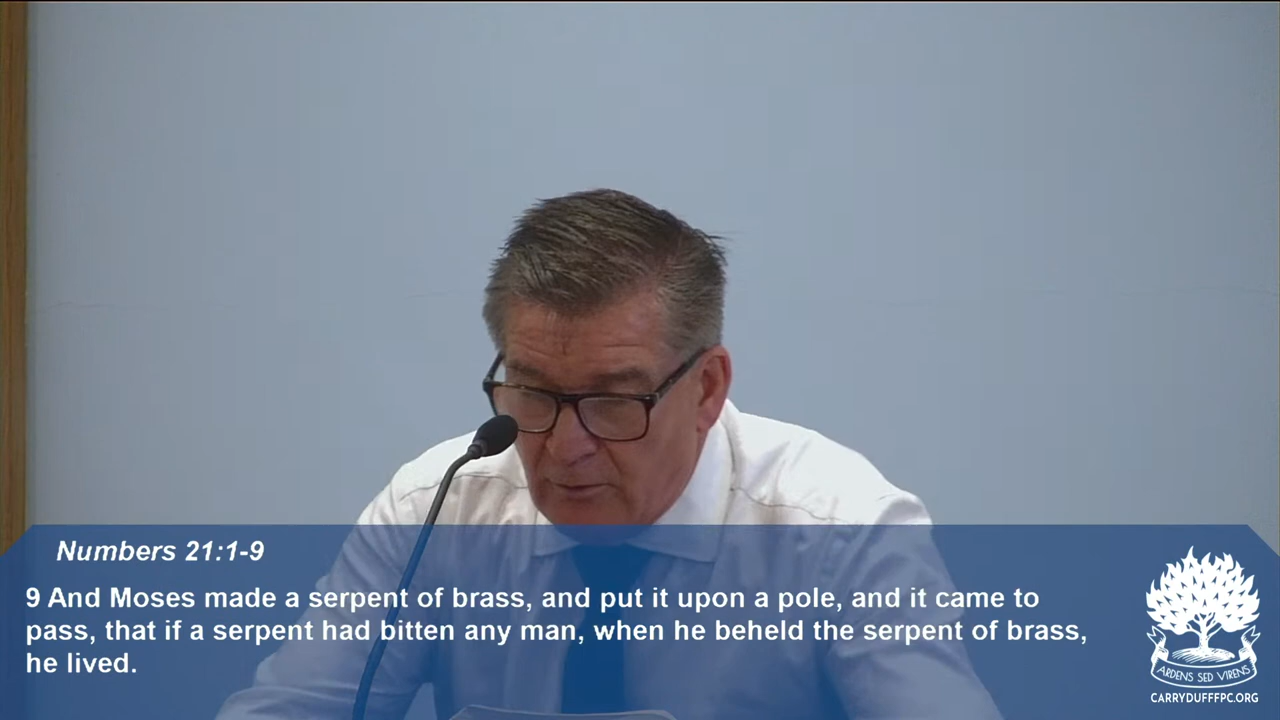 Numbers 21:1-9
9 And Moses made a serpent of brass, and put it upon a pole, and it came to
pass, that if a serpent had bitten any man, when he beheld the serpent of brass,
he lived.
ARDENS SED VIRENS
CARRYDUFFFPC.ORG